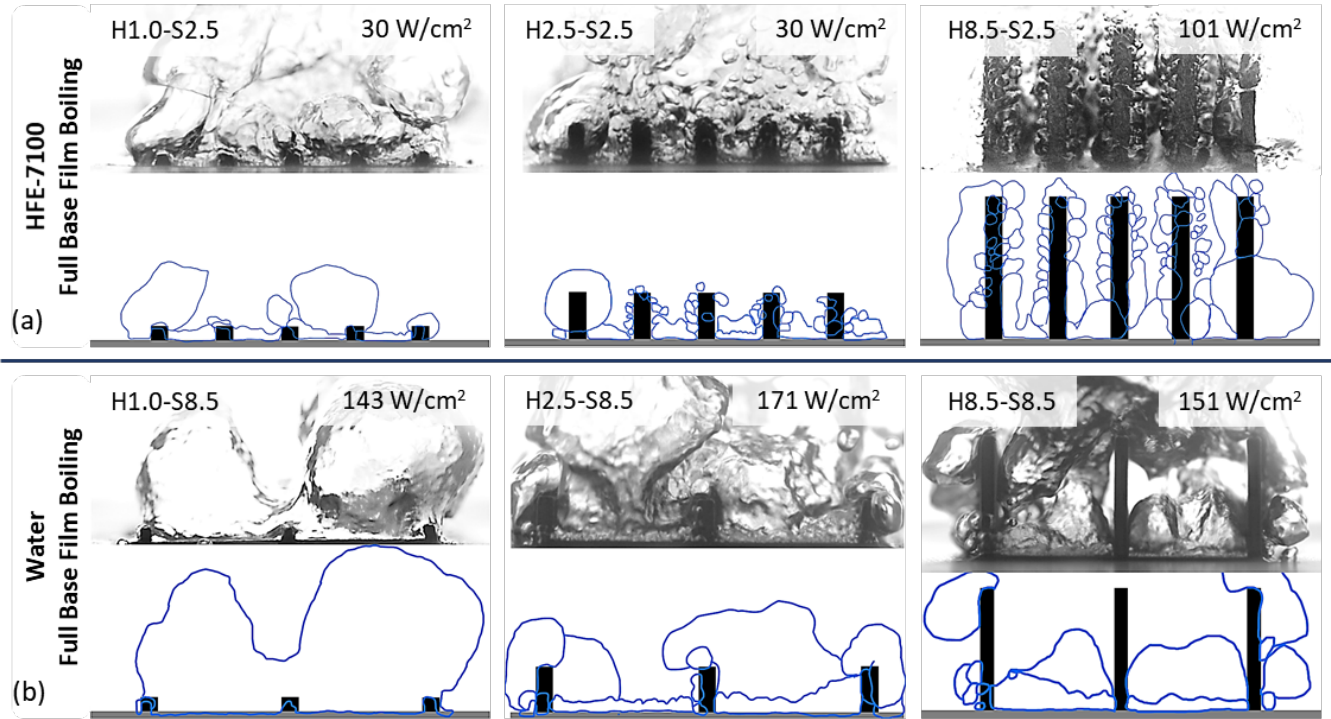 HFE-7100
Full Base Film Boiling
(a)
H1.0-S2.5 30 W/cm²
H2.5-S2.5 30 W/cm²
H8.5-S2.5 101 W/cm²
Water
Full Base Film Boiling
(b)
H1.0-S8.5 143 W/cm²
H2.5-S8.5 171 W/cm²
H8.5-S8.5 151 W/cm²